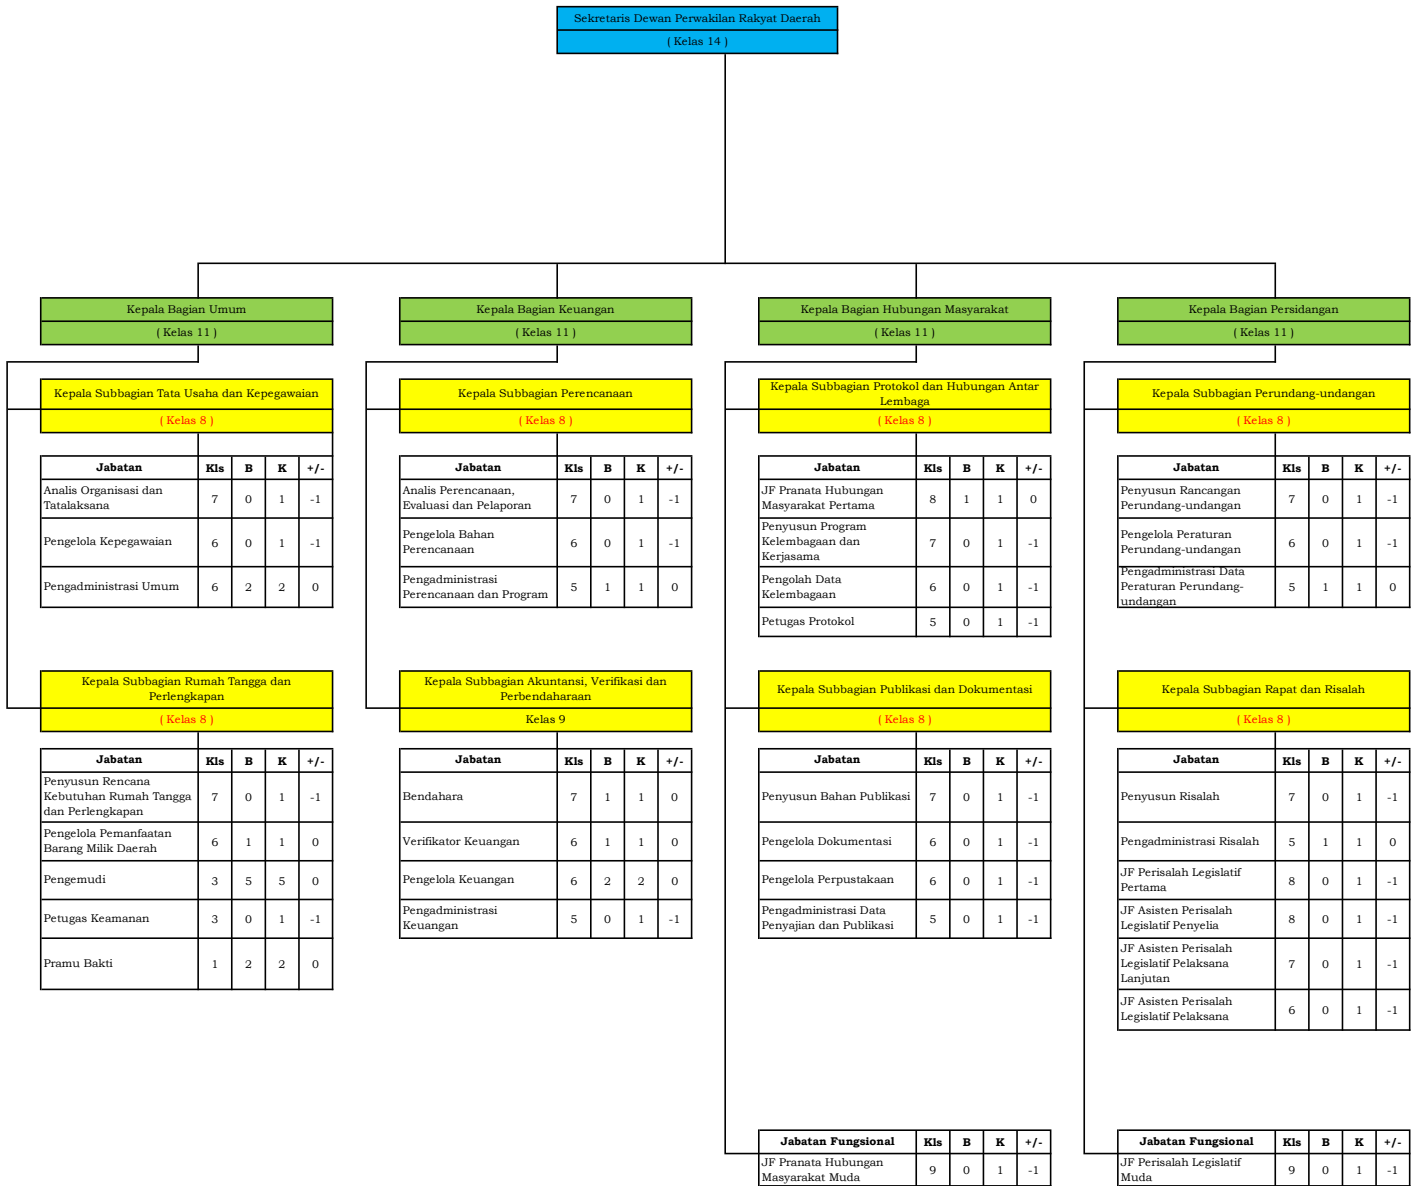 Sekretaris Dewan Perwakilan Rakyat Daerah
( Kelas 14 )
Kepala Bagian Umum
( Kelas 11 )
Kepala Bagian Keuangan
( Kelas 11 )
Kepala Bagian Hubungan Masyarakat
( Kelas 11 )
Kepala Bagian Persidangan
( Kelas 11 )
Kepala Subbagian Tata Usaha dan Kepegawaian
( Kelas 8 )
Jabatan Kls B K +/-
Analis Organisasi dan
Tatalaksana 7 0 1 -1
Pengelola Kepegawaian 6 0 1 -1
Pengadministrasi Umum 6 2 2 0
Kepala Subbagian Perencanaan
( Kelas 8 )
Jabatan Kls B K +/-
Analis Perencanaan,
Evaluasi dan Pelaporan 7 0 1 -1
Pengelola Bahan
Perencanaan 6 0 1 -1
Pengadministrasi
Perencanaan dan Program 5 1 1 0
Kepala Subbagian Protokol dan Hubungan Antar
Lembaga
( Kelas 8 )
Jabatan Kls B K +/-
JF Pranata Hubungan
Masyarakat Pertama 8 1 1 0
Penyusun Program
Kelembagaan dan
Kerjasama 7 0 1 -1
Pengolah Data
Kelembagaan 6 0 1 -1
Petugas Protokol 5 0 1 -1
Kepala Subbagian Perundang-undangan
( Kelas 8 )
Jabatan Kls B K +/-
Penyusun Rancangan
Perundang-undangan 7 0 1 -1
Pengelola Peraturan
Perundang-undangan 6 0 1 -1
Pengadministrasi Data
Peraturan Perundang-
undangan 5 1 1 0
Kepala Subbagian Rumah Tangga dan
Perlengkapan
( Kelas 8 )
Jabatan Kls B K +/-
Penyusun Rencana
Kebutuhan Rumah Tangga
dan Perlengkapan 7 0 1 -1
Pengelola Pemanfaatan
Barang Milik Daerah 6 1 1 0
Pengemudi 3 5 5 0
Petugas Keamanan 3 0 1 -1
Pramu Bakti 1 2 2 0
Kepala Subbagian Akuntansi, Verifikasi dan
Perbendaharaan
Kelas 9
Jabatan Kls B K +/-
Bendahara 7 1 1 0
Verifikator Keuangan 6 1 1 0
Pengelola Keuangan 6 2 2 0
Pengadministrasi
Keuangan 5 0 1 -1
Kepala Subbagian Publikasi dan Dokumentasi
( Kelas 8 )
Jabatan Kls B K +/-
Penyusun Bahan Publikasi 7 0 1 -1
Pengelola Dokumentasi 6 0 1 -1
Pengelola Perpustakaan 6 0 1 -1
Pengadministrasi Data
Penyajian dan Publikasi 5 0 1 -1
Kepala Subbagian Rapat dan Risalah
( Kelas 8 )
Jabatan Kls B K +/-
Penyusun Risalah 7 0 1 -1
Pengadministrasi Risalah 5 1 1 0
JF Perisalah Legislatif
Pertama 8 0 1 -1
JF Asisten Perisalah
Legislatif Penyelia 8 0 1 -1
JF Asisten Perisalah
Legislatif Pelaksana
Lanjutan 7 0 1 -1
JF Asisten Perisalah
Legislatif Pelaksana 6 0 1 -1
Jabatan Fungsional Kls B K +/-
JF Pranata Hubungan
Masyarakat Muda 9 0 1 -1
Jabatan Fungsional Kls B K +/-
JF Perisalah Legislatif
Muda 9 0 1 -1